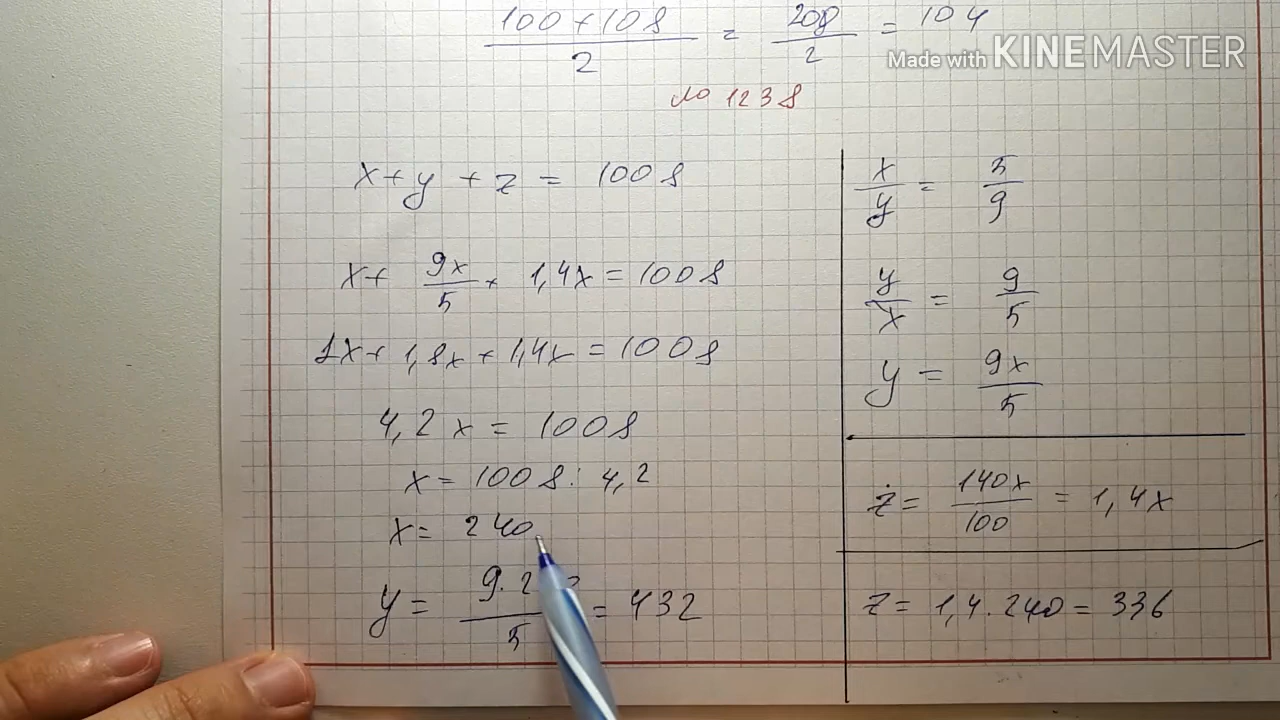 100 + 108 / 2 = 208 / 2 = 104
Made with KINEMASTER
№ 1238
x + y + z = 1008
x + 9x/5 + 1,4x = 1008
1x + 1,8x + 1,4x = 1008
4,2x = 1008
x = 1008 : 4,2
x = 240
y = 9 · 2 / 5 = 432
x/y = 5/9
y/x = 9/5
y = 9x/5
z = 140x/100 = 1,4x
z = 1,4 · 240 = 336